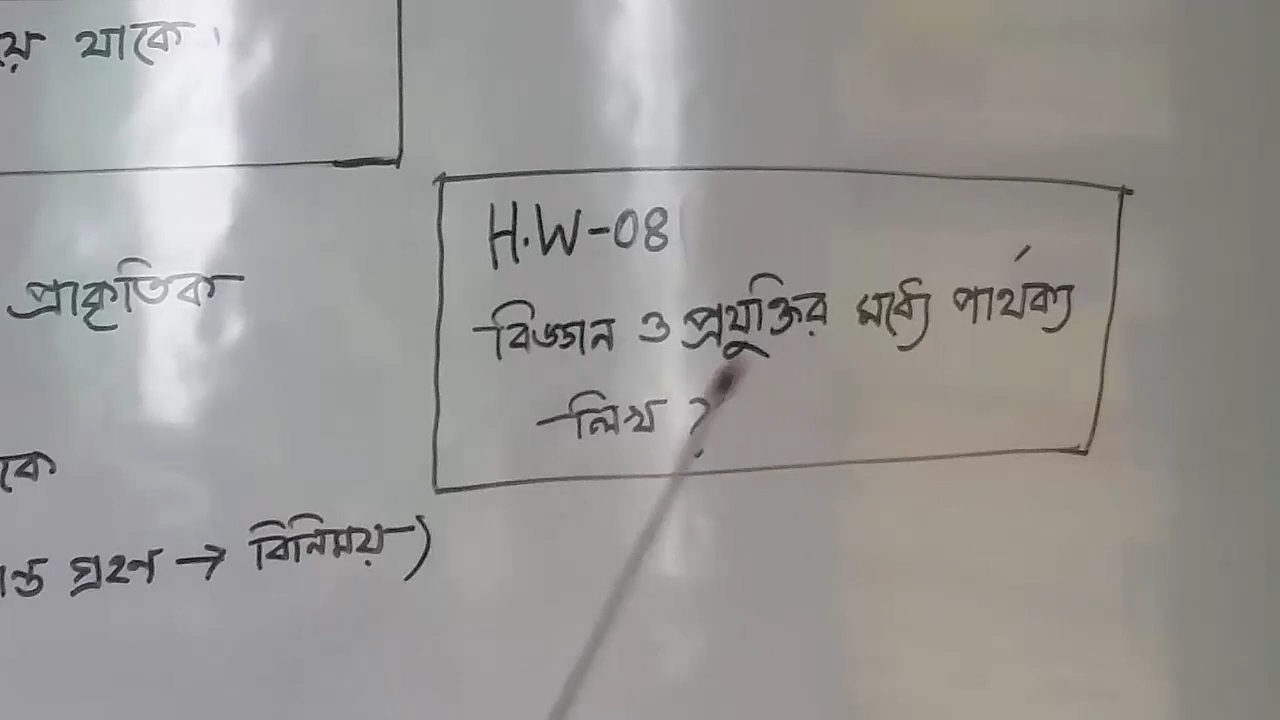 থাকে।
প্রাকৃতিক
H.W-08
বিজ্ঞান ও প্রযুক্তির মধ্যে পার্থক্য
লিখ ?
কে
গ্রহণ → বিনিময়)